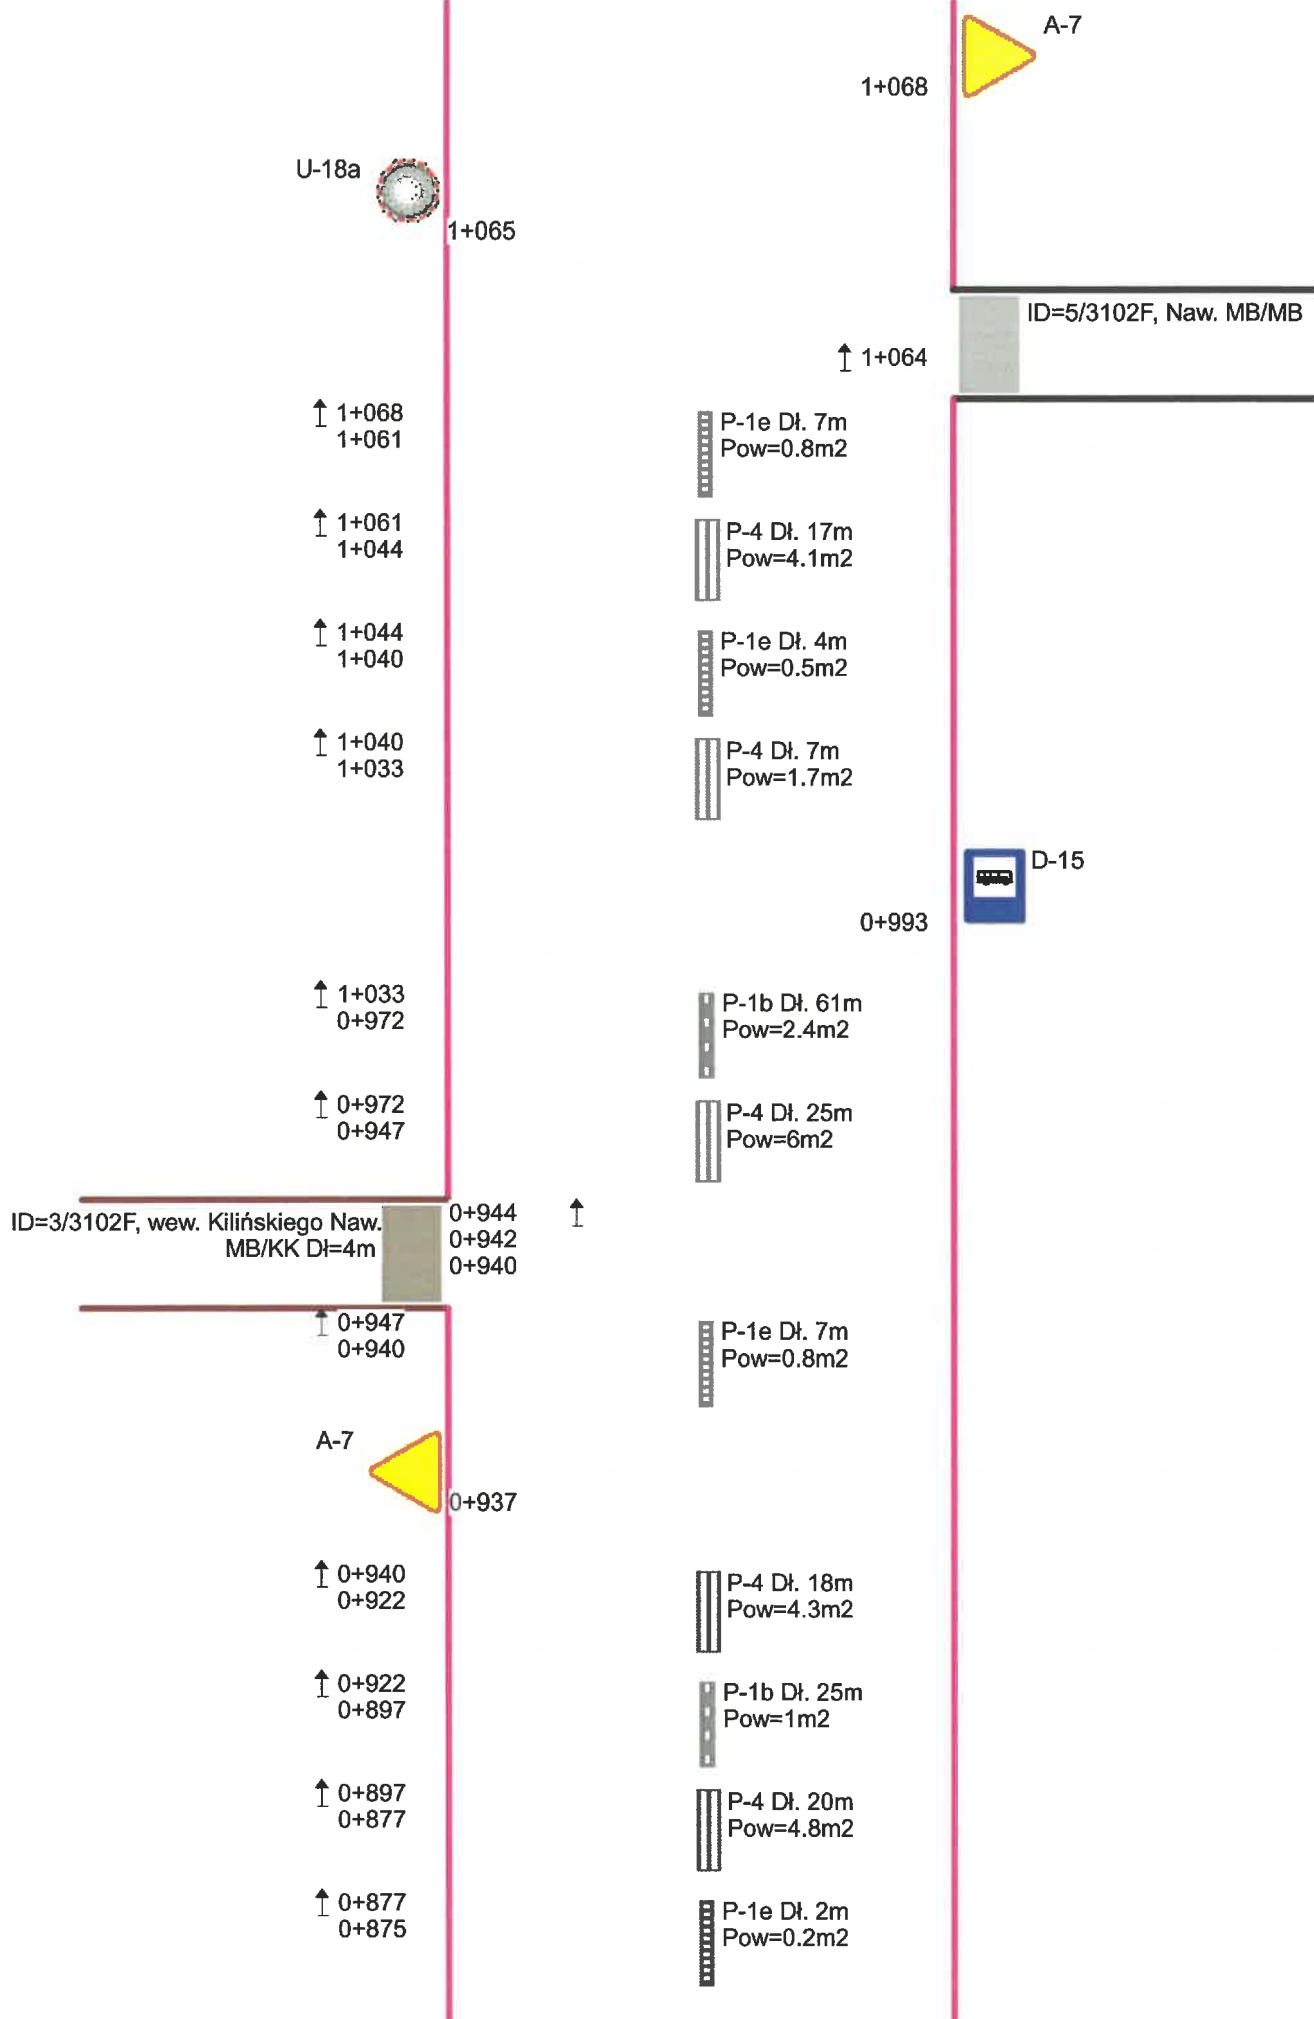 A-7
1+068
U-18a
1+065
ID=5/3102F, Naw. MB/MB
1+064
1+068
1+061
P-1e Dł. 7m
Pow=0.8m2
1+061
1+044
P-4 Dł. 17m
Pow=4.1m2
1+044
1+040
P-1e Dł. 4m
Pow=0.5m2
1+040
1+033
P-4 Dł. 7m
Pow=1.7m2
D-15
0+993
1+033
0+972
P-1b Dł. 61m
Pow=2.4m2
0+972
0+947
P-4 Dł. 25m
Pow=6m2
ID=3/3102F, wew. Kilińskiego Naw.
MB/KK Dł=4m
0+944
0+942
0+940
0+947
0+940
P-1e Dł. 7m
Pow=0.8m2
A-7
0+937
0+940
0+922
P-4 Dł. 18m
Pow=4.3m2
0+922
0+897
P-1b Dł. 25m
Pow=1m2
0+897
0+877
P-4 Dł. 20m
Pow=4.8m2
0+877
0+875
P-1e Dł. 2m
Pow=0.2m2